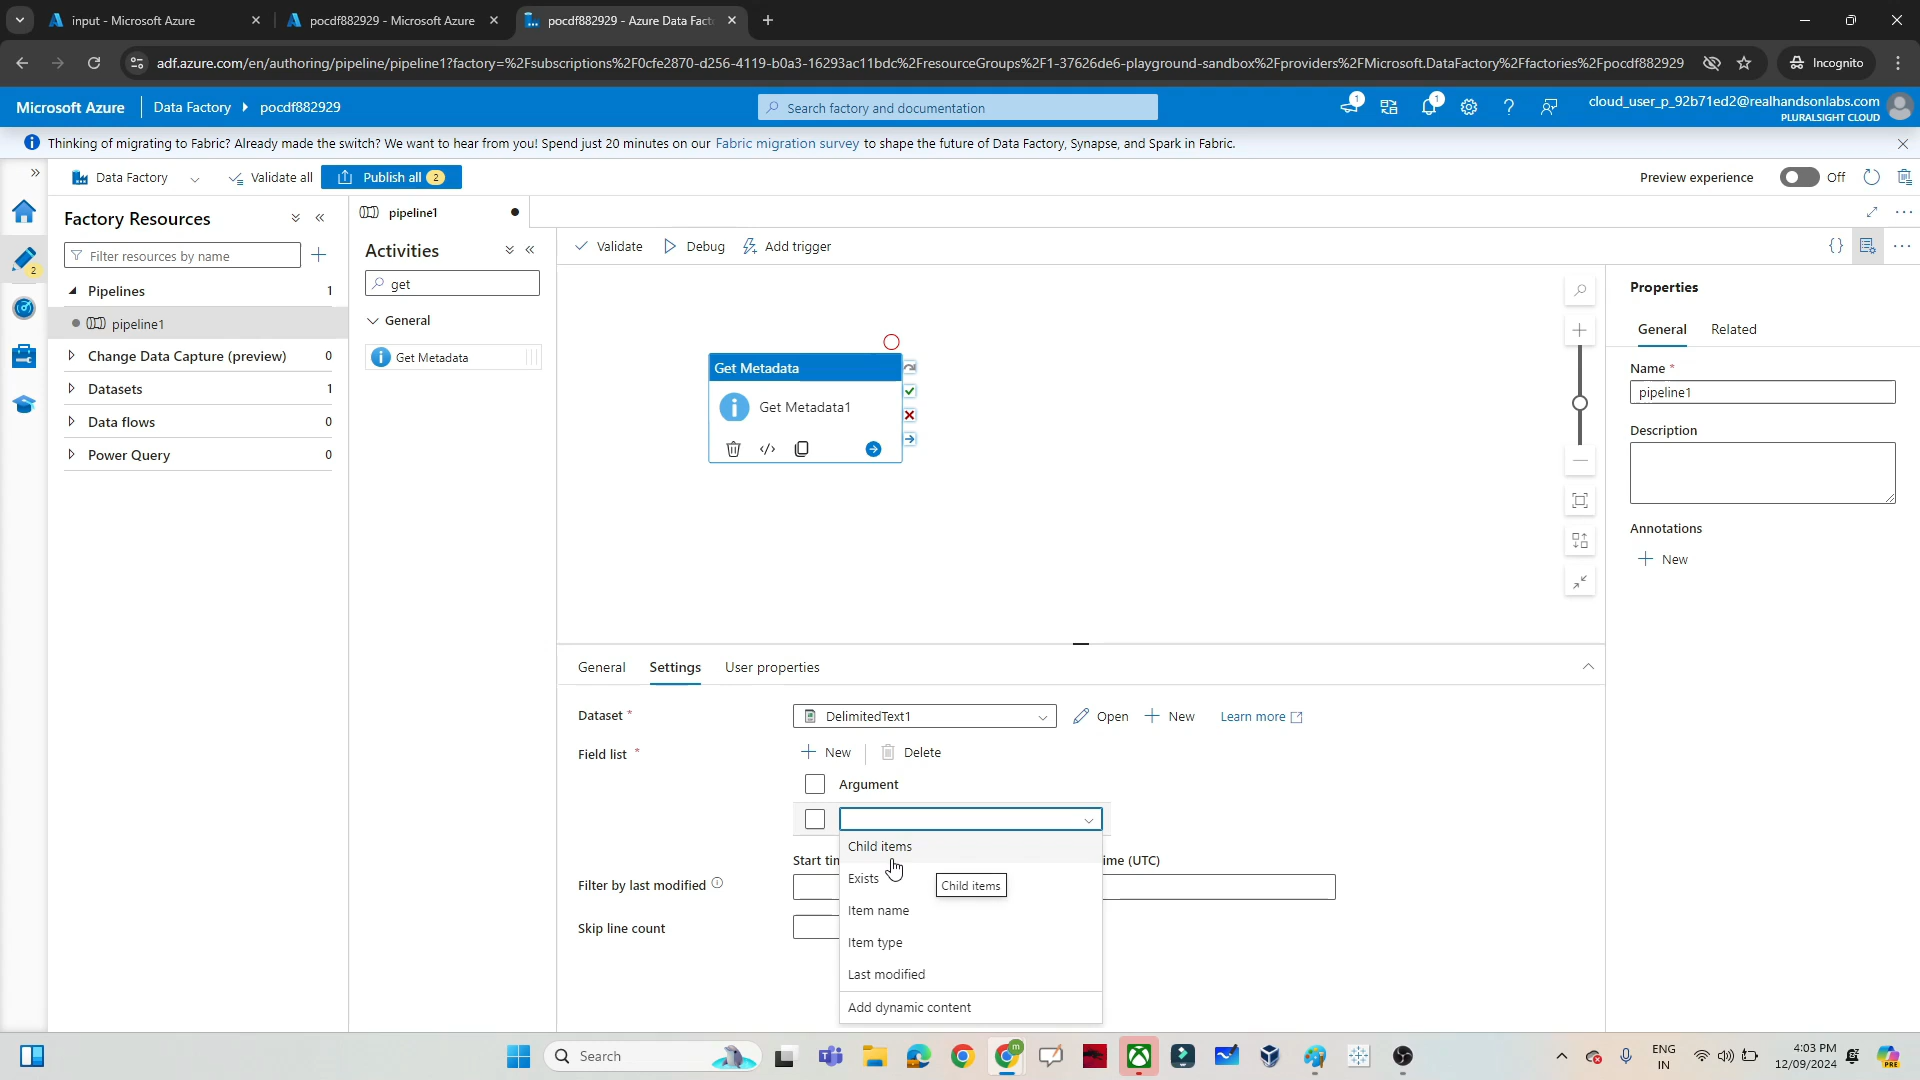 input - Microsoft Azure
pocdf882929 - Microsoft Azure
pocdf882929 - Azure Data Fact
adf.azure.com/en/authoring/pipeline/pipeline1?factory=%2Fsubscriptions%2F0cfe2870-d256-4119-b0a3-16293ac11bdc%2FresourceGroups%2F1-37626de6-playground-sandbox%2Fproviders%2FMicrosoft.DataFactory%2Ffactories%2Fpocdf882929
Incognito
Microsoft Azure
Data Factory
pocdf882929
Search factory and documentation
1
1
cloud_user_p_92b71ed2@realhandsonlabs.com
PLURALSIGHT CLOUD
Thinking of migrating to Fabric? Already made the switch? We want to hear from you! Spend just 20 minutes on our Fabric migration survey to shape the future of Data Factory, Synapse, and Spark in Fabric.
Data Factory
Validate all
Publish all 2
Preview experience
Off
2
Factory Resources
Filter resources by name
Pipelines 1
pipeline1
Change Data Capture (preview) 0
Datasets 1
Data flows 0
Power Query 0
pipeline1
Activities
get
General
Get Metadata
Validate
Debug
Add trigger
Get Metadata
Get Metadata1
Properties
General
Related
Name *
pipeline1
Description
Annotations
New
General
Settings
User properties
Dataset *
DelimitedText1
Open
New
Learn more
Field list *
New
Delete
Argument
Child items
Exists
Item name
Item type
Last modified
Add dynamic content
Child items
Start tim
ime (UTC)
Filter by last modified
Skip line count
Search
m
ENG
IN
4:03 PM
12/09/2024
PRE